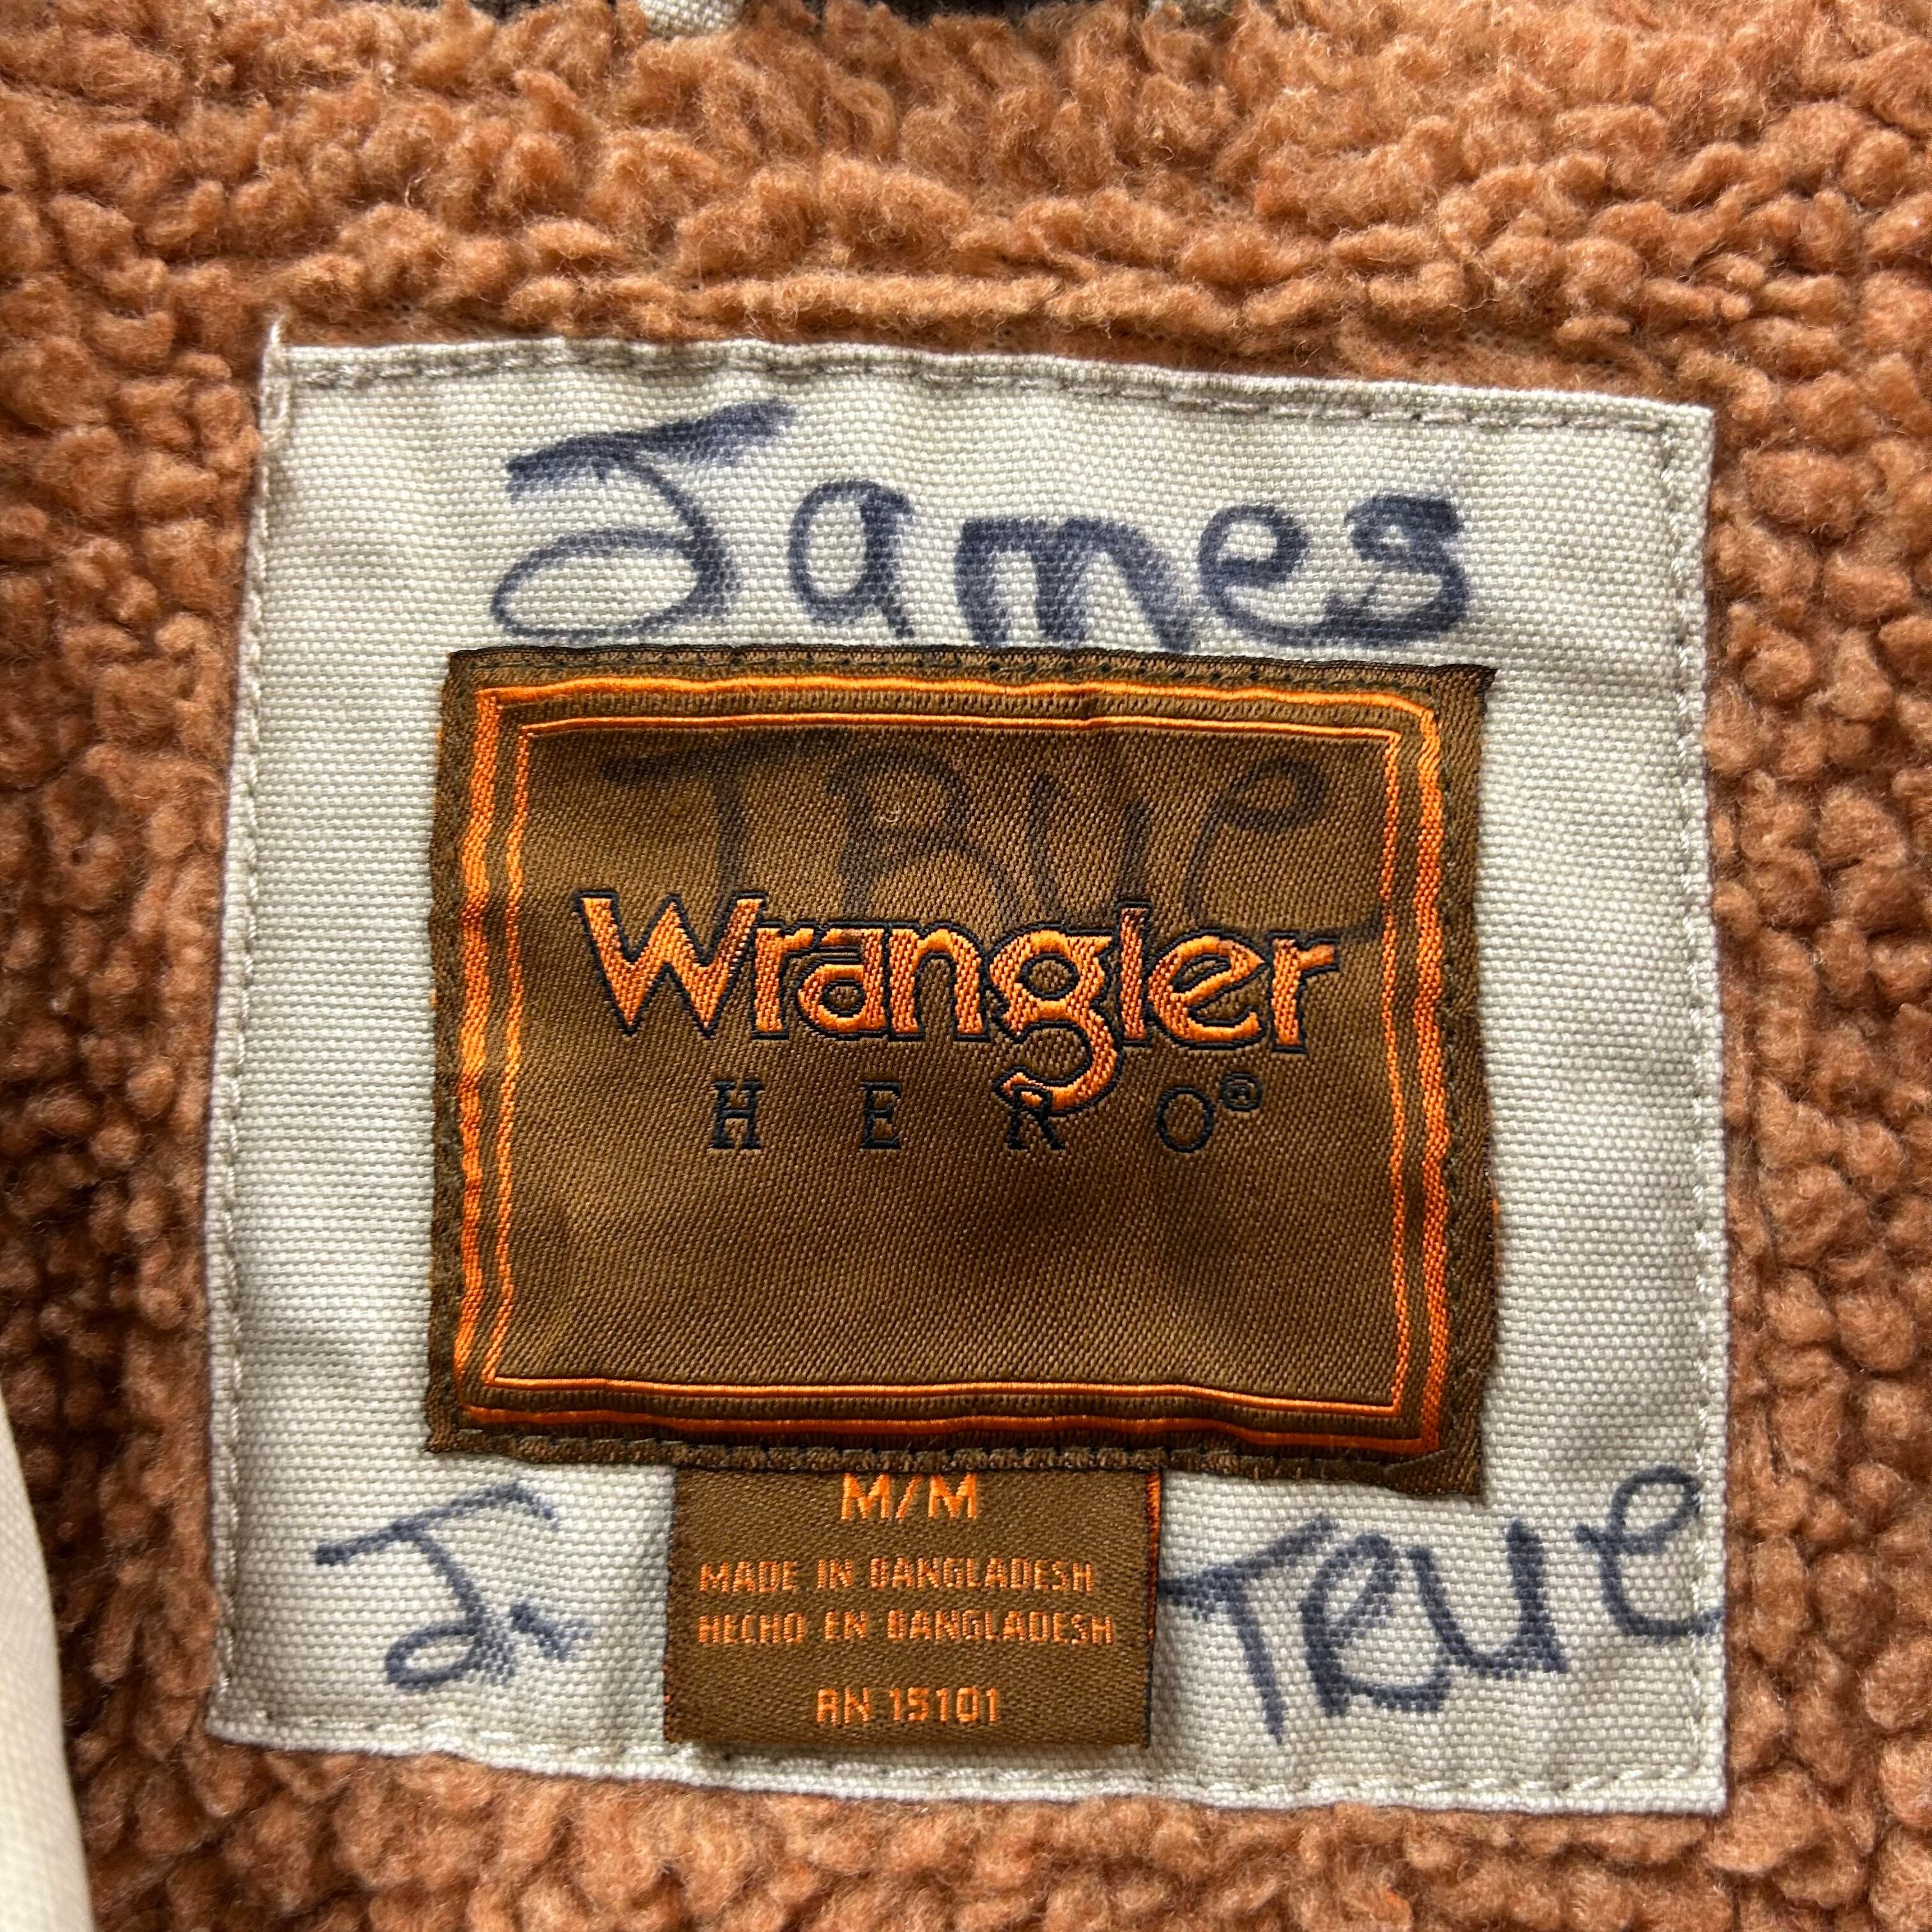 James
TRUE
Wrangler
HERO®
M/M
MADE IN BANGLADESH
HECHO EN BANGLADESH
RN 15101
J. TRUE